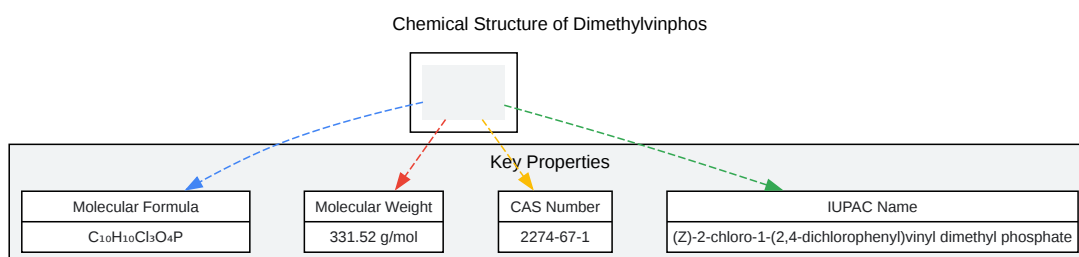 Chemical Structure of Dimethylvinphos
Key Properties
Molecular Formula
C₁₀H₁₀Cl₃O₄P
Molecular Weight
331.52 g/mol
CAS Number
2274-67-1
IUPAC Name
(Z)-2-chloro-1-(2,4-dichlorophenyl)vinyl dimethyl phosphate